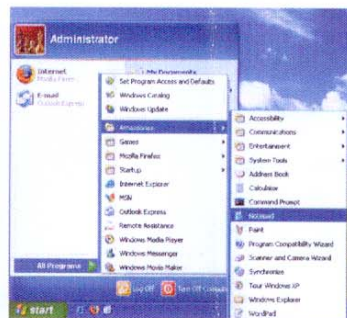 Administrator
Internet
Mozilla Firefox
E-mail
Outlook Express
My Documents
Set Program Access and Defaults
Windows Catalog
Windows Update
Accessories
Games
Mozilla Firefox
Startup
Internet Explorer
MSN
Outlook Express
Remote Assistance
Windows Media Player
Windows Messenger
Windows Movie Maker
Accessibility
Communications
Entertainment
System Tools
Address Book
Calculator
Command Prompt
Notepad
Paint
Program Compatibility Wizard
Scanner and Camera Wizard
Synchronize
Tour Windows XP
Windows Explorer
WordPad
All Programs
Log Off
Turn Off Computer
start